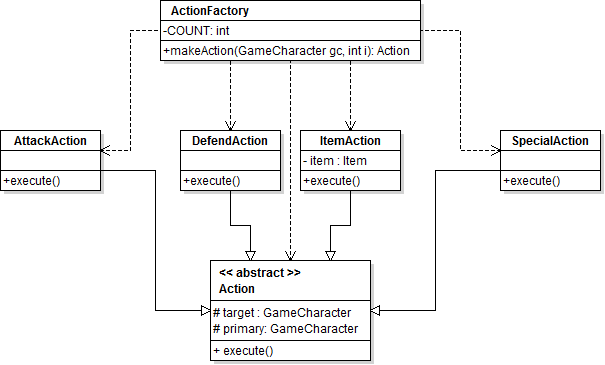 ActionFactory
-COUNT: int
+makeAction(GameCharacter gc, int i): Action
AttackAction
+execute()
DefendAction
+execute()
ItemAction
- item : Item
+execute()
SpecialAction
+execute()
<< abstract >>
Action
# target : GameCharacter
# primary: GameCharacter
+ execute()